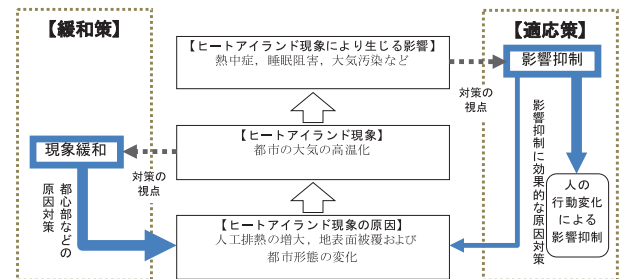 【緩和策】
【適応策】
【ヒートアイランド現象により生じる影響】
熱中症，睡眠阻害，大気汚染など
影響抑制
対策の
視点
【ヒートアイランド現象】
都市の大気の高温化
現象緩和
対策の
視点
影響抑制に効果的な原因対策
人の
行動変化
による
影響抑制
都心部などの
原因対策
【ヒートアイランド現象の原因】
人工排熱の増大，地表面被覆および
都市形態の変化